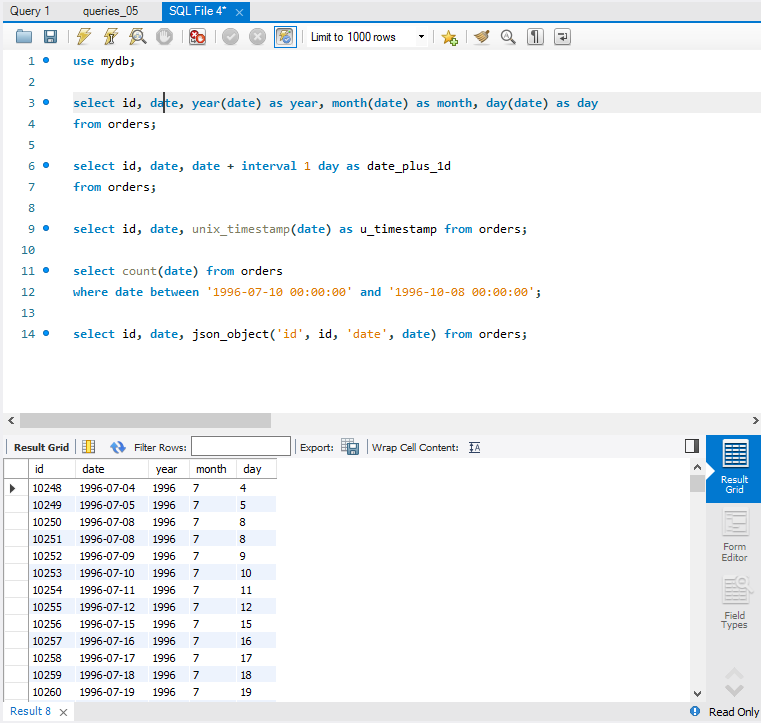 Query 1 queries_05 SQL File 4*
Limit to 1000 rows
1 use mydb;
2
3 select id, date, year(date) as year, month(date) as month, day(date) as day
4 from orders;
5
6 select id, date, date + interval 1 day as date_plus_1d
7 from orders;
8
9 select id, date, unix_timestamp(date) as u_timestamp from orders;
10
11 select count(date) from orders
12 where date between '1996-07-10 00:00:00' and '1996-10-08 00:00:00';
13
14 select id, date, json_object('id', id, 'date', date) from orders;
Result Grid Filter Rows: Export: Wrap Cell Content:
id date year month day
10248 1996-07-04 1996 7 4
10249 1996-07-05 1996 7 5
10250 1996-07-08 1996 7 8
10251 1996-07-08 1996 7 8
10252 1996-07-09 1996 7 9
10253 1996-07-10 1996 7 10
10254 1996-07-11 1996 7 11
10255 1996-07-12 1996 7 12
10256 1996-07-15 1996 7 15
10257 1996-07-16 1996 7 16
10258 1996-07-17 1996 7 17
10259 1996-07-18 1996 7 18
10260 1996-07-19 1996 7 19
Result
Grid
Form
Editor
Field
Types
Result 8
Read Only